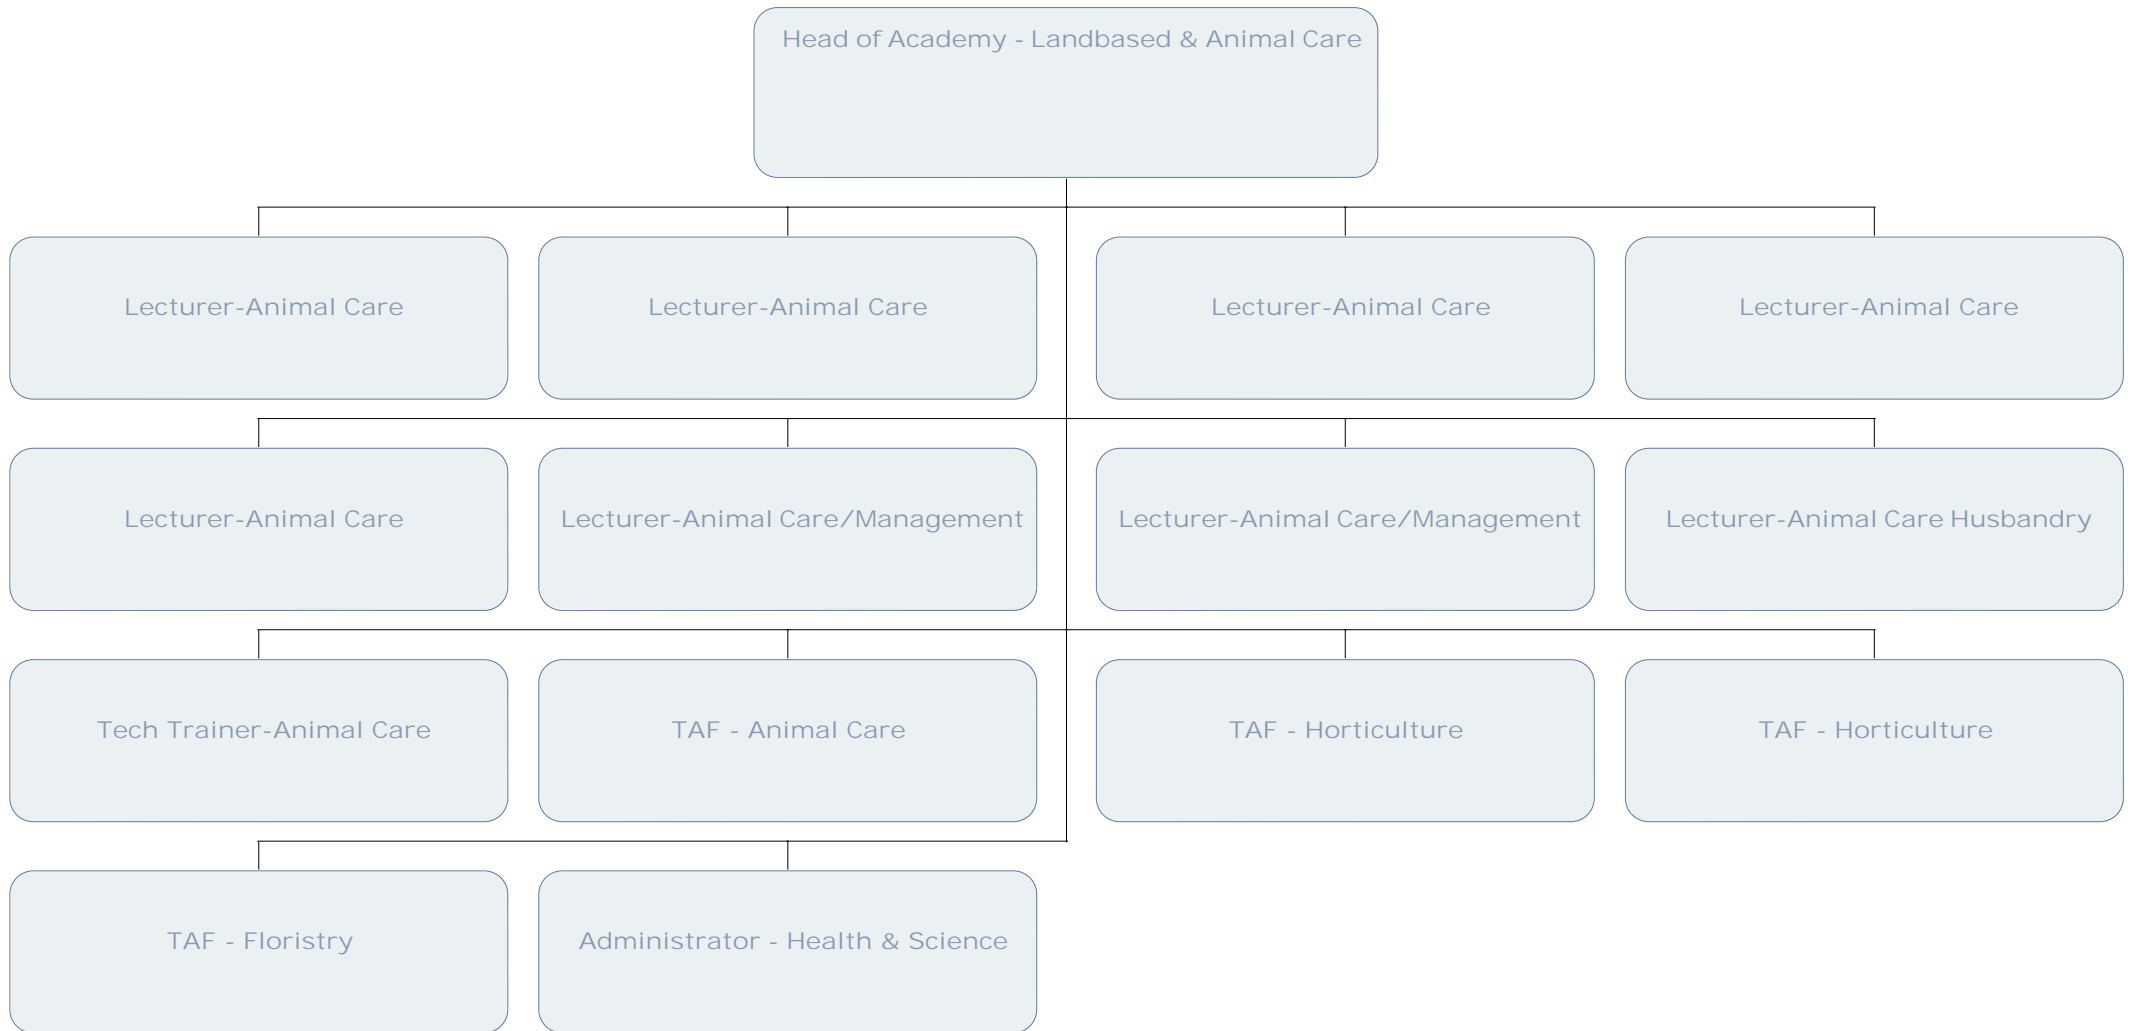 Head of Academy - Landbased & Animal Care
Lecturer-Animal Care
Lecturer-Animal Care
Lecturer-Animal Care
Lecturer-Animal Care
Lecturer-Animal Care
Lecturer-Animal Care/Management
Lecturer-Animal Care/Management
Lecturer-Animal Care Husbandry
Tech Trainer-Animal Care
TAF - Animal Care
TAF - Horticulture
TAF - Horticulture
TAF - Floristry
Administrator - Health & Science